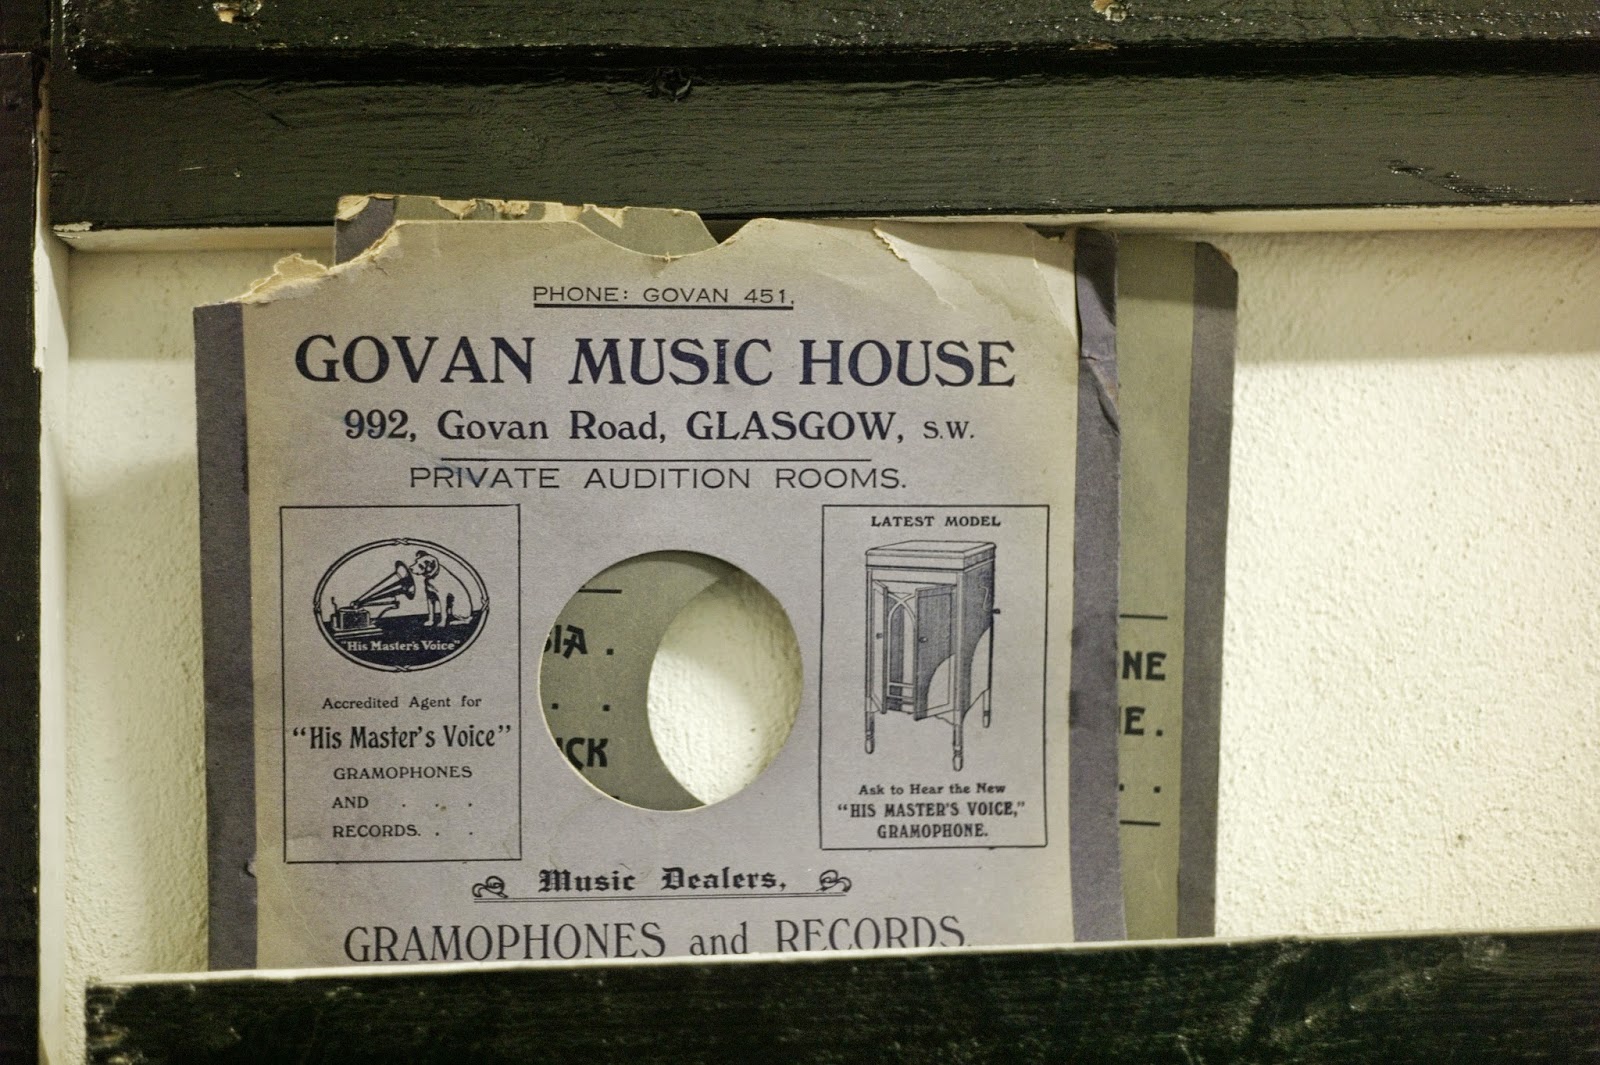 PHONE: GOVAN 451.
GOVAN MUSIC HOUSE
992, Govan Road, GLASGOW, S.W.
PRIVATE AUDITION ROOMS.
"His Master's Voice"
Accredited Agent for
"His Master's Voice"
GRAMOPHONES
AND . . .
RECORDS. . .
LATEST MODEL
Ask to Hear the New
"HIS MASTER'S VOICE,"
GRAMOPHONE.
Music Dealers,
GRAMOPHONES and RECORDS.